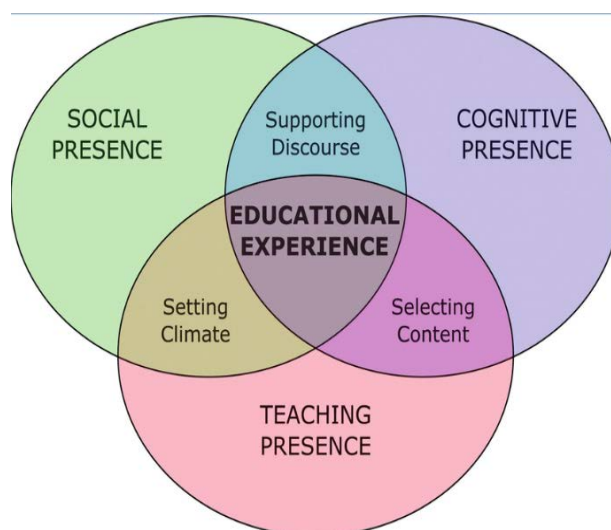 SOCIAL
PRESENCE
Supporting
Discourse
COGNITIVE
PRESENCE
EDUCATIONAL
EXPERIENCE
Setting
Climate
Selecting
Content
TEACHING
PRESENCE